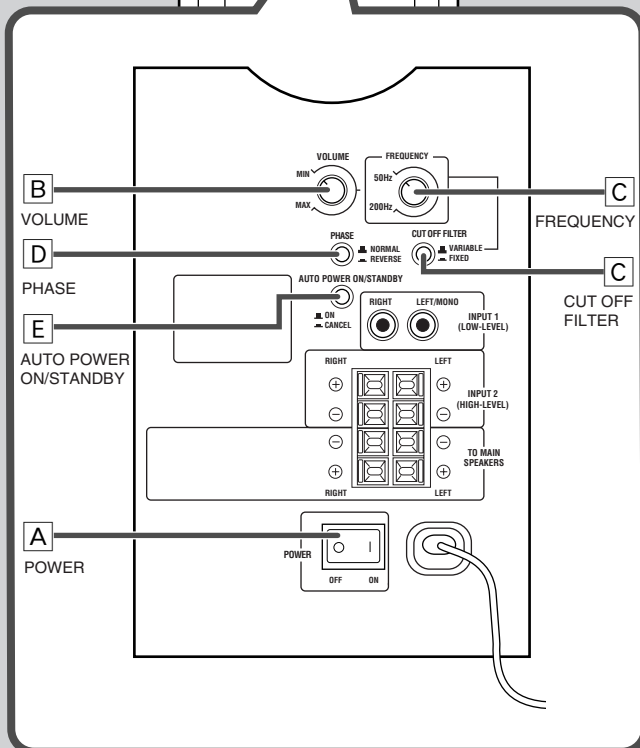 VOLUME
FREQUENCY
MIN
MAX
50Hz
200Hz
B
VOLUME
C
FREQUENCY
PHASE
NORMAL
REVERSE
CUT OFF FILTER
VARIABLE
FIXED
D
PHASE
C
CUT OFF
FILTER
AUTO POWER ON/STANDBY
ON
CANCEL
E
AUTO POWER
ON/STANDBY
RIGHT
LEFT/MONO
INPUT 1
(LOW-LEVEL)
RIGHT
LEFT
+
+
INPUT 2
(HIGH-LEVEL)
−
−
−
−
TO MAIN
SPEAKERS
+
+
RIGHT
LEFT
A
POWER
POWER
OFF
ON